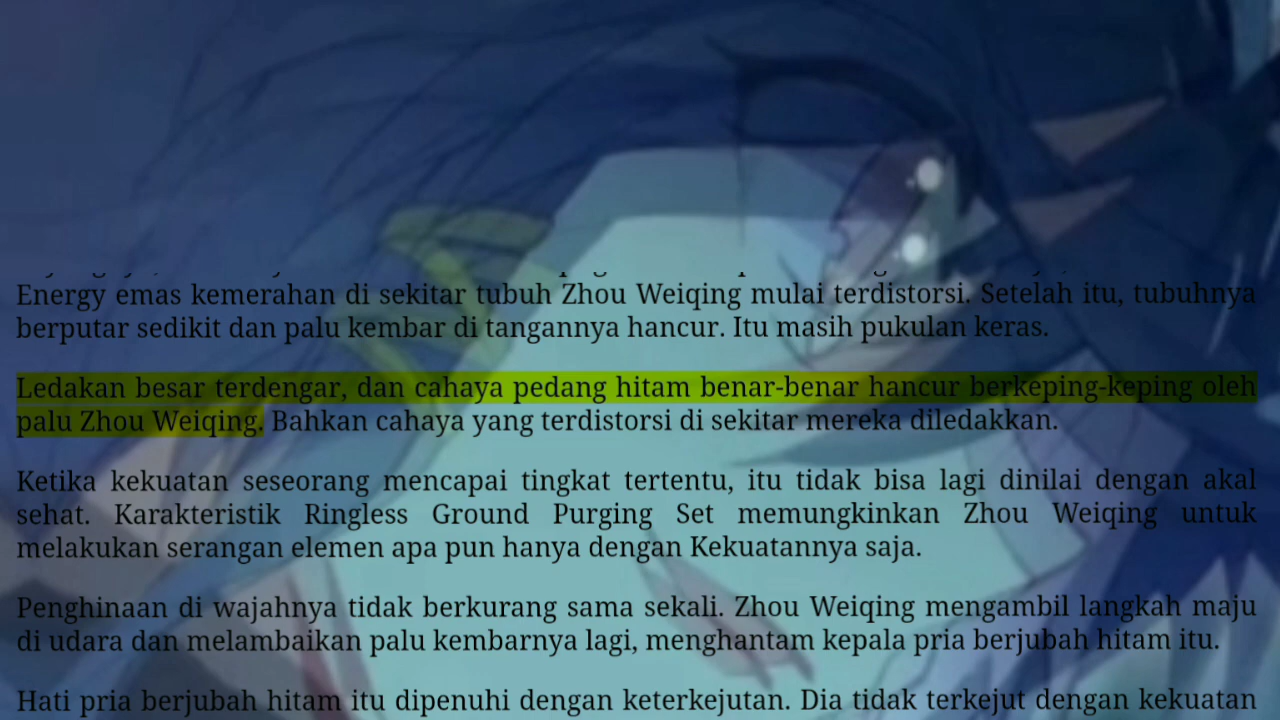 Energy emas kemerahan di sekitar tubuh Zhou Weiqing mulai terdistorsi. Setelah itu, tubuhnya
berputar sedikit dan palu kembar di tangannya hancur. Itu masih pukulan keras.
Ledakan besar terdengar, dan cahaya pedang hitam benar-benar hancur berkeping-keping oleh
palu Zhou Weiqing. Bahkan cahaya yang terdistorsi di sekitar mereka diledakkan.
Ketika kekuatan seseorang mencapai tingkat tertentu, itu tidak bisa lagi dinilai dengan akal
sehat. Karakteristik Ringless Ground Purging Set memungkinkan Zhou Weiqing untuk
melakukan serangan elemen apa pun hanya dengan Kekuatannya saja.
Penghinaan di wajahnya tidak berkurang sama sekali. Zhou Weiqing mengambil langkah maju
di udara dan melambaikan palu kembarnya lagi, menghantam kepala pria berjubah hitam itu.
Hati pria berjubah hitam itu dipenuhi dengan keterkejutan. Dia tidak terkejut dengan kekuatan